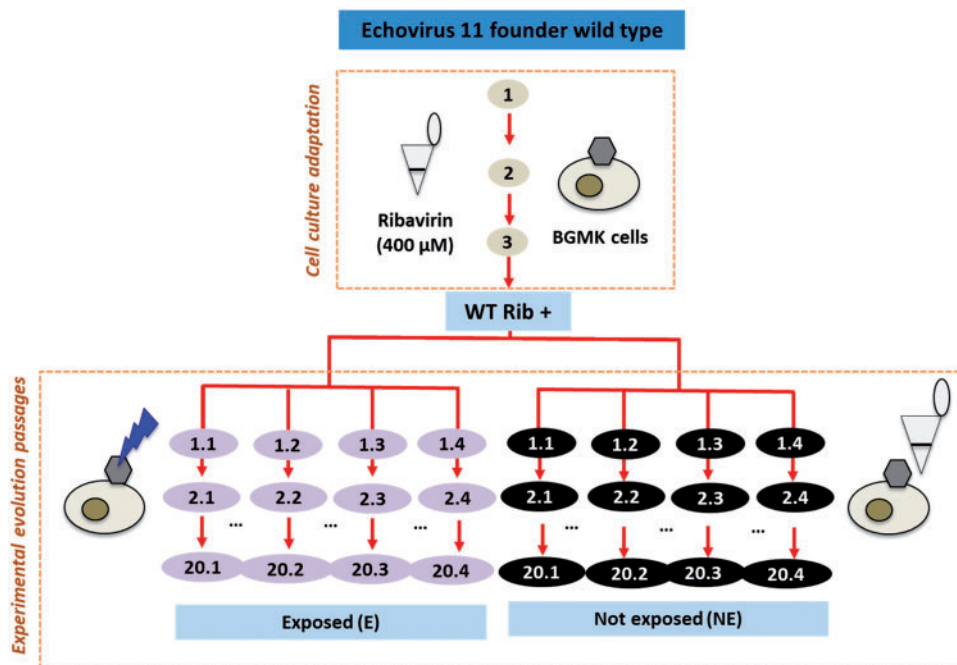 Echovirus 11 founder wild type
Cell culture adaptation
1
2
3
Ribavirin
(400 µM)
BGMK cells
WT Rib +
Experimental evolution passages
1.1 1.2 1.3 1.4 1.1 1.2 1.3 1.4
2.1 2.2 2.3 2.4 2.1 2.2 2.3 2.4
... ... ... ... ... ...
20.1 20.2 20.3 20.4 20.1 20.2 20.3 20.4
Exposed (E) Not exposed (NE)